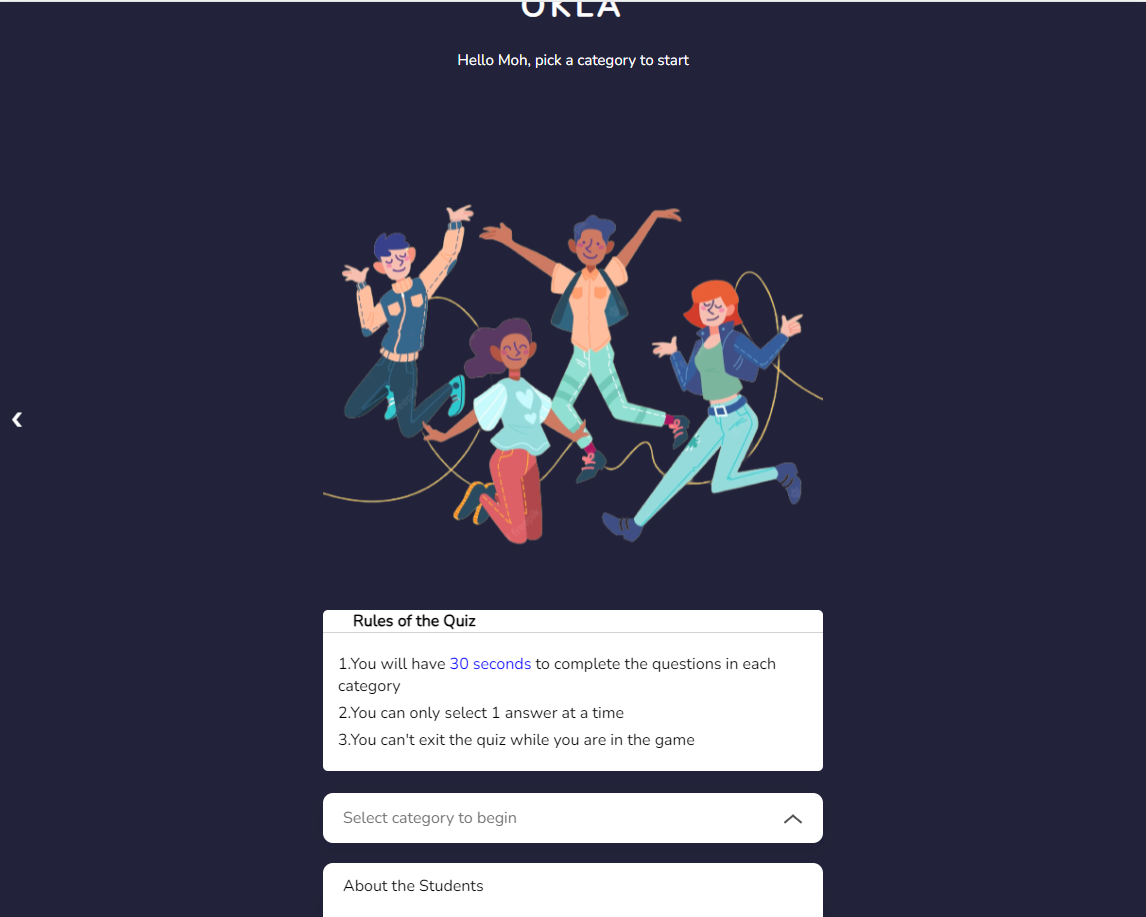 Hello Moh, pick a category to start
Rules of the Quiz
1.You will have 30 seconds to complete the questions in each
category
2.You can only select 1 answer at a time
3.You can't exit the quiz while you are in the game
Select category to begin
About the Students